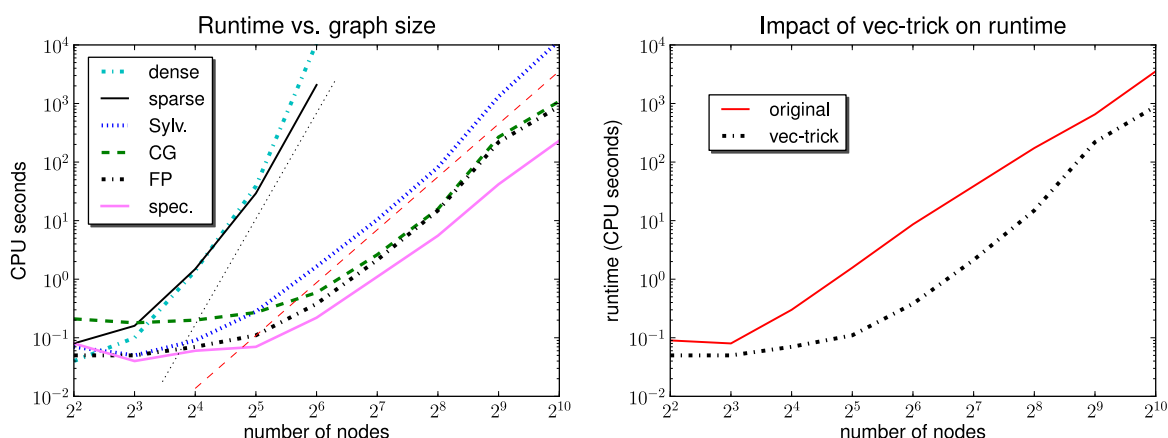 Runtime vs. graph size
10^4
10^3
10^2
10^1
10^0
10^-1
10^-2
CPU seconds
dense
sparse
Sylv.
CG
FP
spec.
2^2 2^3 2^4 2^5 2^6 2^7 2^8 2^9 2^10
number of nodes
Impact of vec-trick on runtime
10^4
10^3
10^2
10^1
10^0
10^-1
10^-2
runtime (CPU seconds)
original
vec-trick
2^2 2^3 2^4 2^5 2^6 2^7 2^8 2^9 2^10
number of nodes